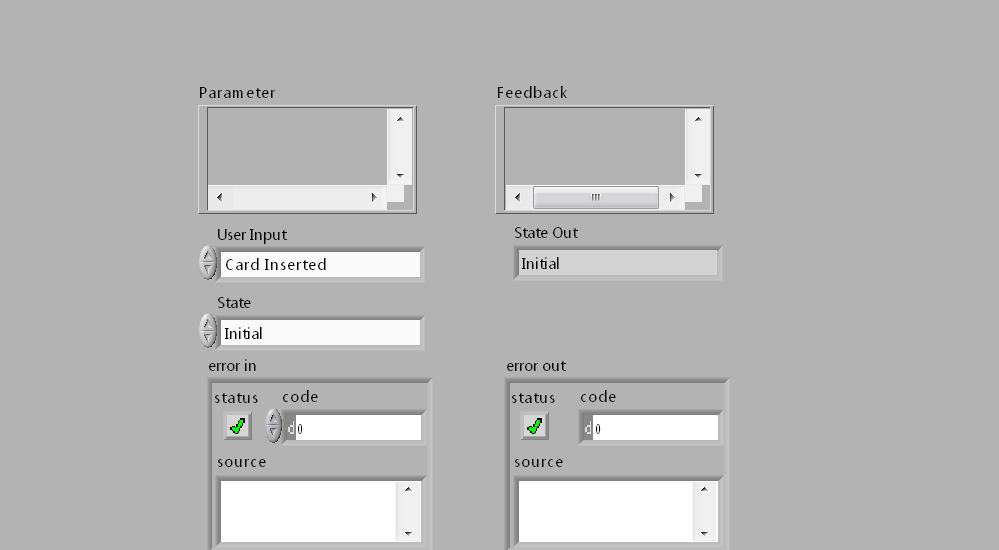 Parameter
Feedback
User Input
Card Inserted
State Out
Initial
State
Initial
error in
status
code
d 0
source
error out
status
code
d 0
source